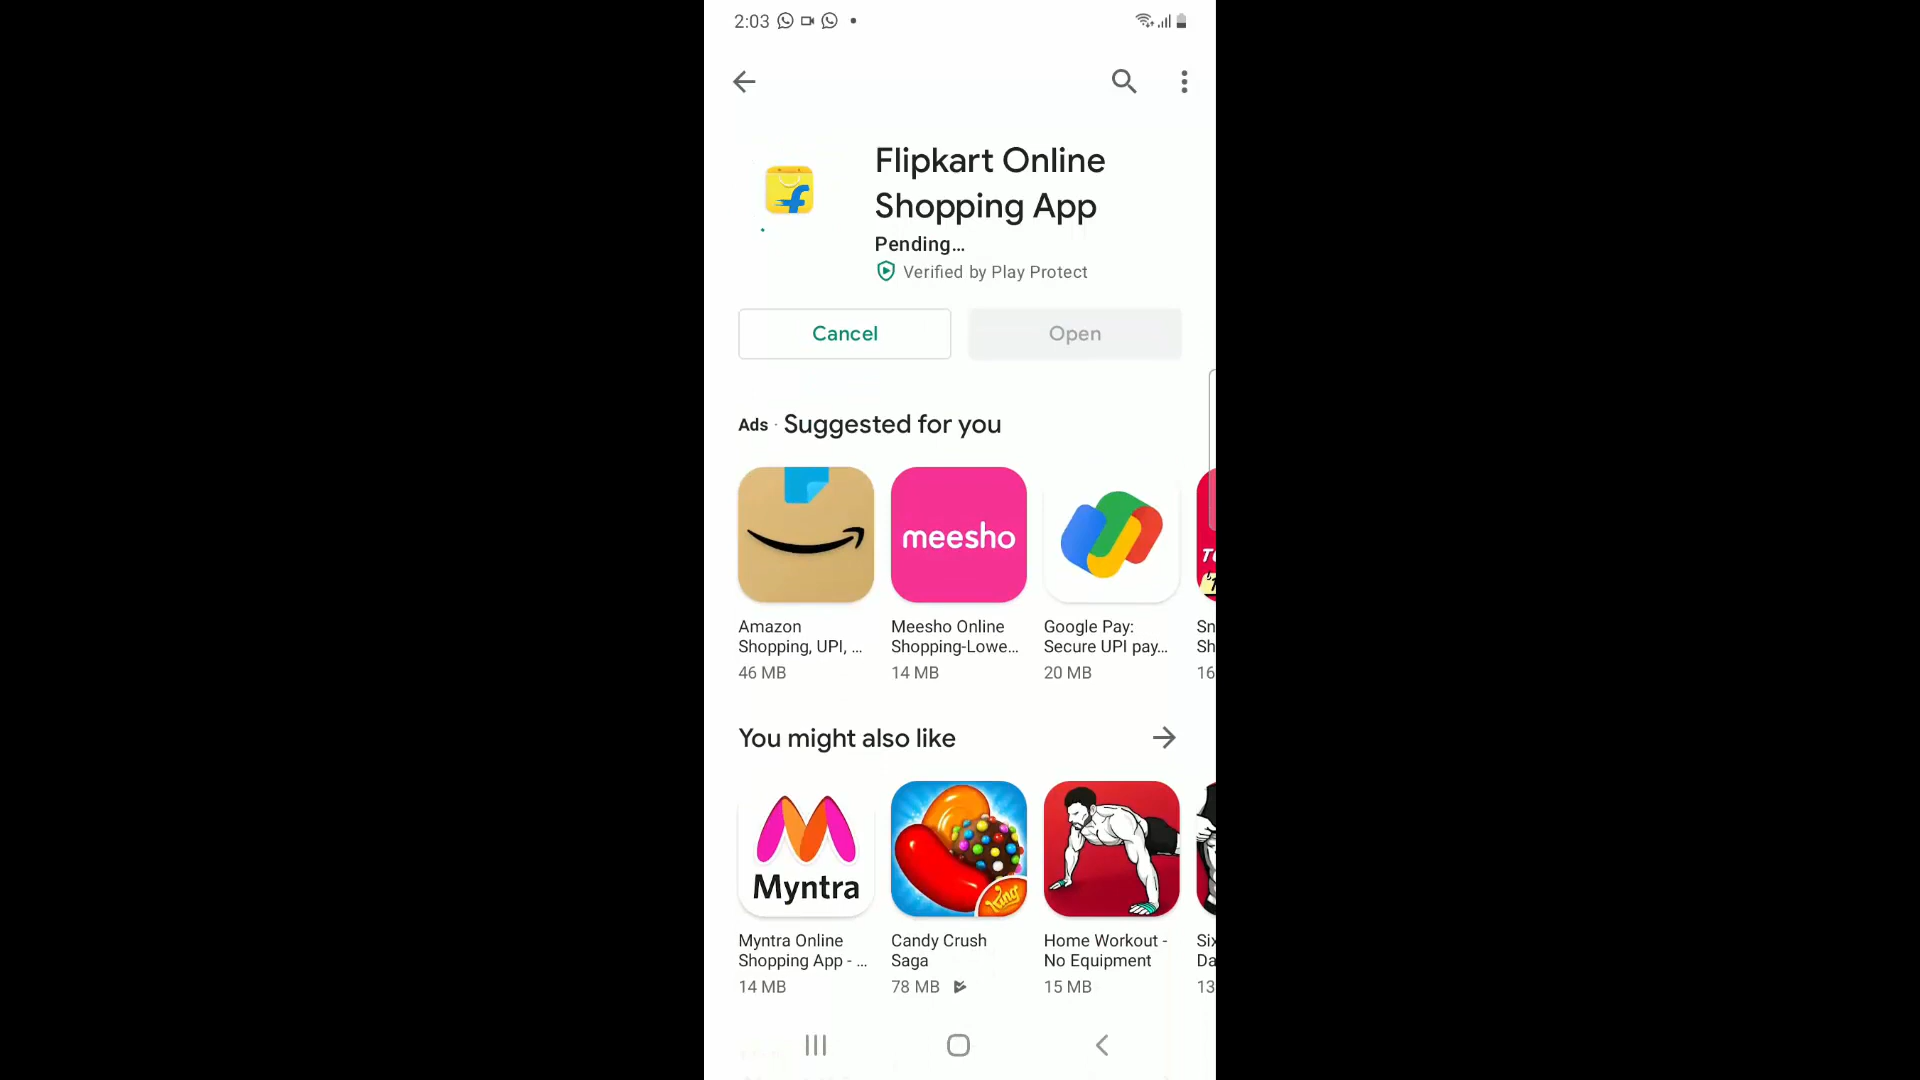 2:03
Flipkart Online
Shopping App
Pending...
Verified by Play Protect
Cancel
Open
Ads · Suggested for you
meesho
Amazon
Shopping, UPI, ...
46 MB
Meesho Online
Shopping-Lowe...
14 MB
Google Pay:
Secure UPI pay...
20 MB
Sn
Sh
16
You might also like
Myntra
King
Myntra Online
Shopping App - ...
14 MB
Candy Crush
Saga
78 MB
Home Workout -
No Equipment
15 MB
Six
Da
13